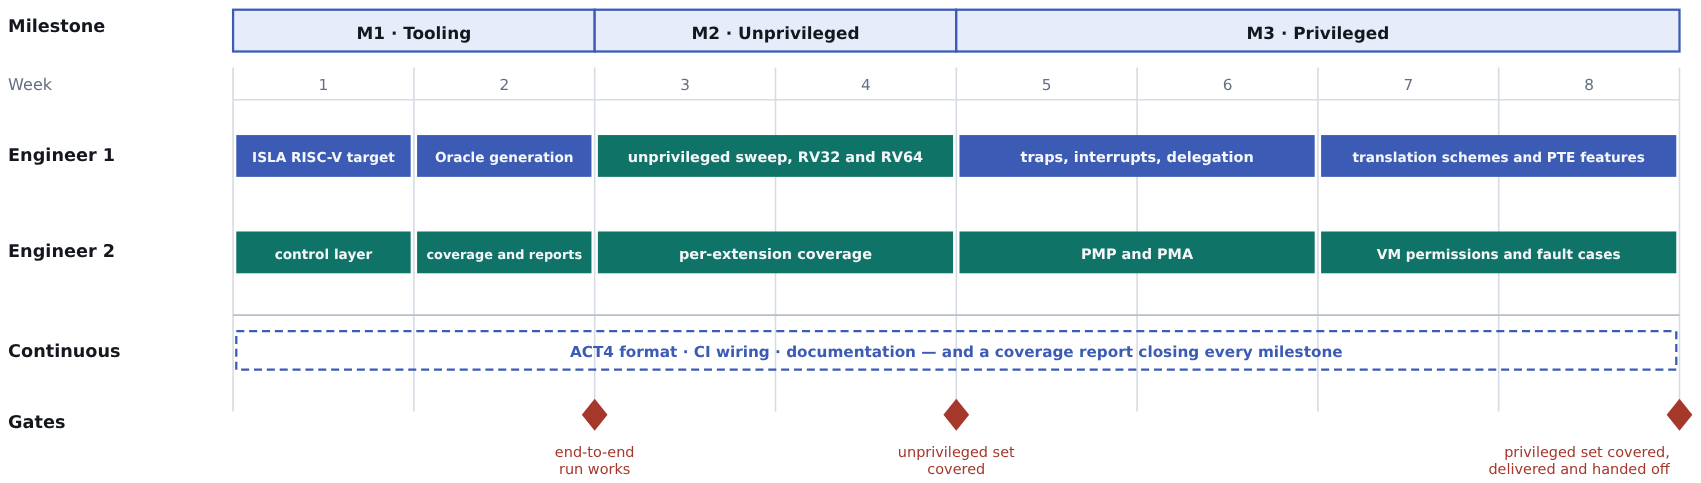 Milestone
M1 · Tooling
M2 · Unprivileged
M3 · Privileged
Week
1
2
3
4
5
6
7
8
Engineer 1
ISLA RISC-V target
Oracle generation
unprivileged sweep, RV32 and RV64
traps, interrupts, delegation
translation schemes and PTE features
Engineer 2
control layer
coverage and reports
per-extension coverage
PMP and PMA
VM permissions and fault cases
Continuous
ACT4 format · CI wiring · documentation — and a coverage report closing every milestone
Gates
end-to-end
run works
unprivileged set
covered
privileged set covered,
delivered and handed off